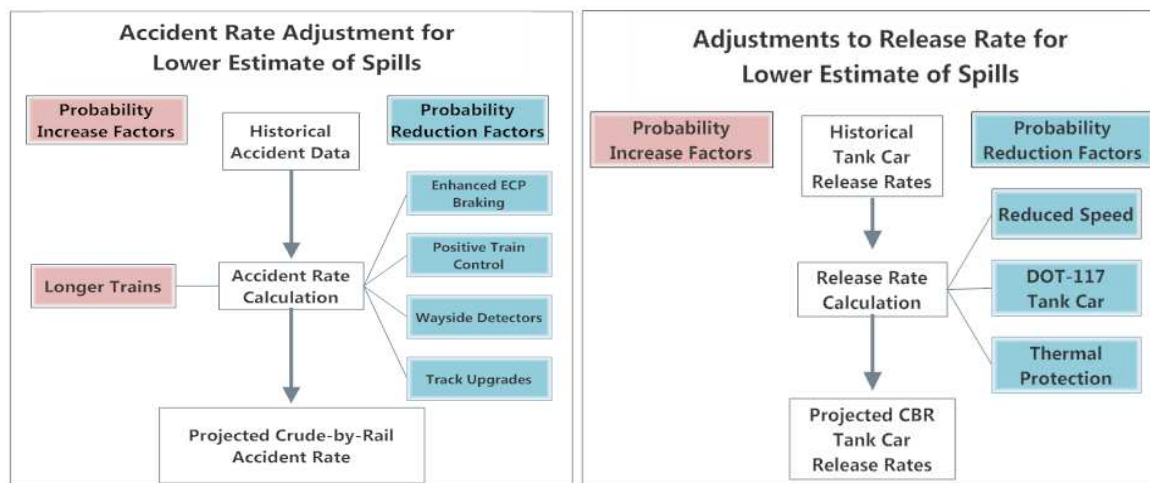 Accident Rate Adjustment for
Lower Estimate of Spills
Probability
Increase Factors
Historical
Accident Data
Probability
Reduction Factors
Enhanced ECP
Braking
Positive Train
Control
Longer Trains
Accident Rate
Calculation
Wayside Detectors
Track Upgrades
Projected Crude-by-Rail
Accident Rate
Adjustments to Release Rate for
Lower Estimate of Spills
Probability
Increase Factors
Historical
Tank Car
Release Rates
Probability
Reduction Factors
Reduced Speed
Release Rate
Calculation
DOT-117
Tank Car
Thermal
Protection
Projected CBR
Tank Car
Release Rates